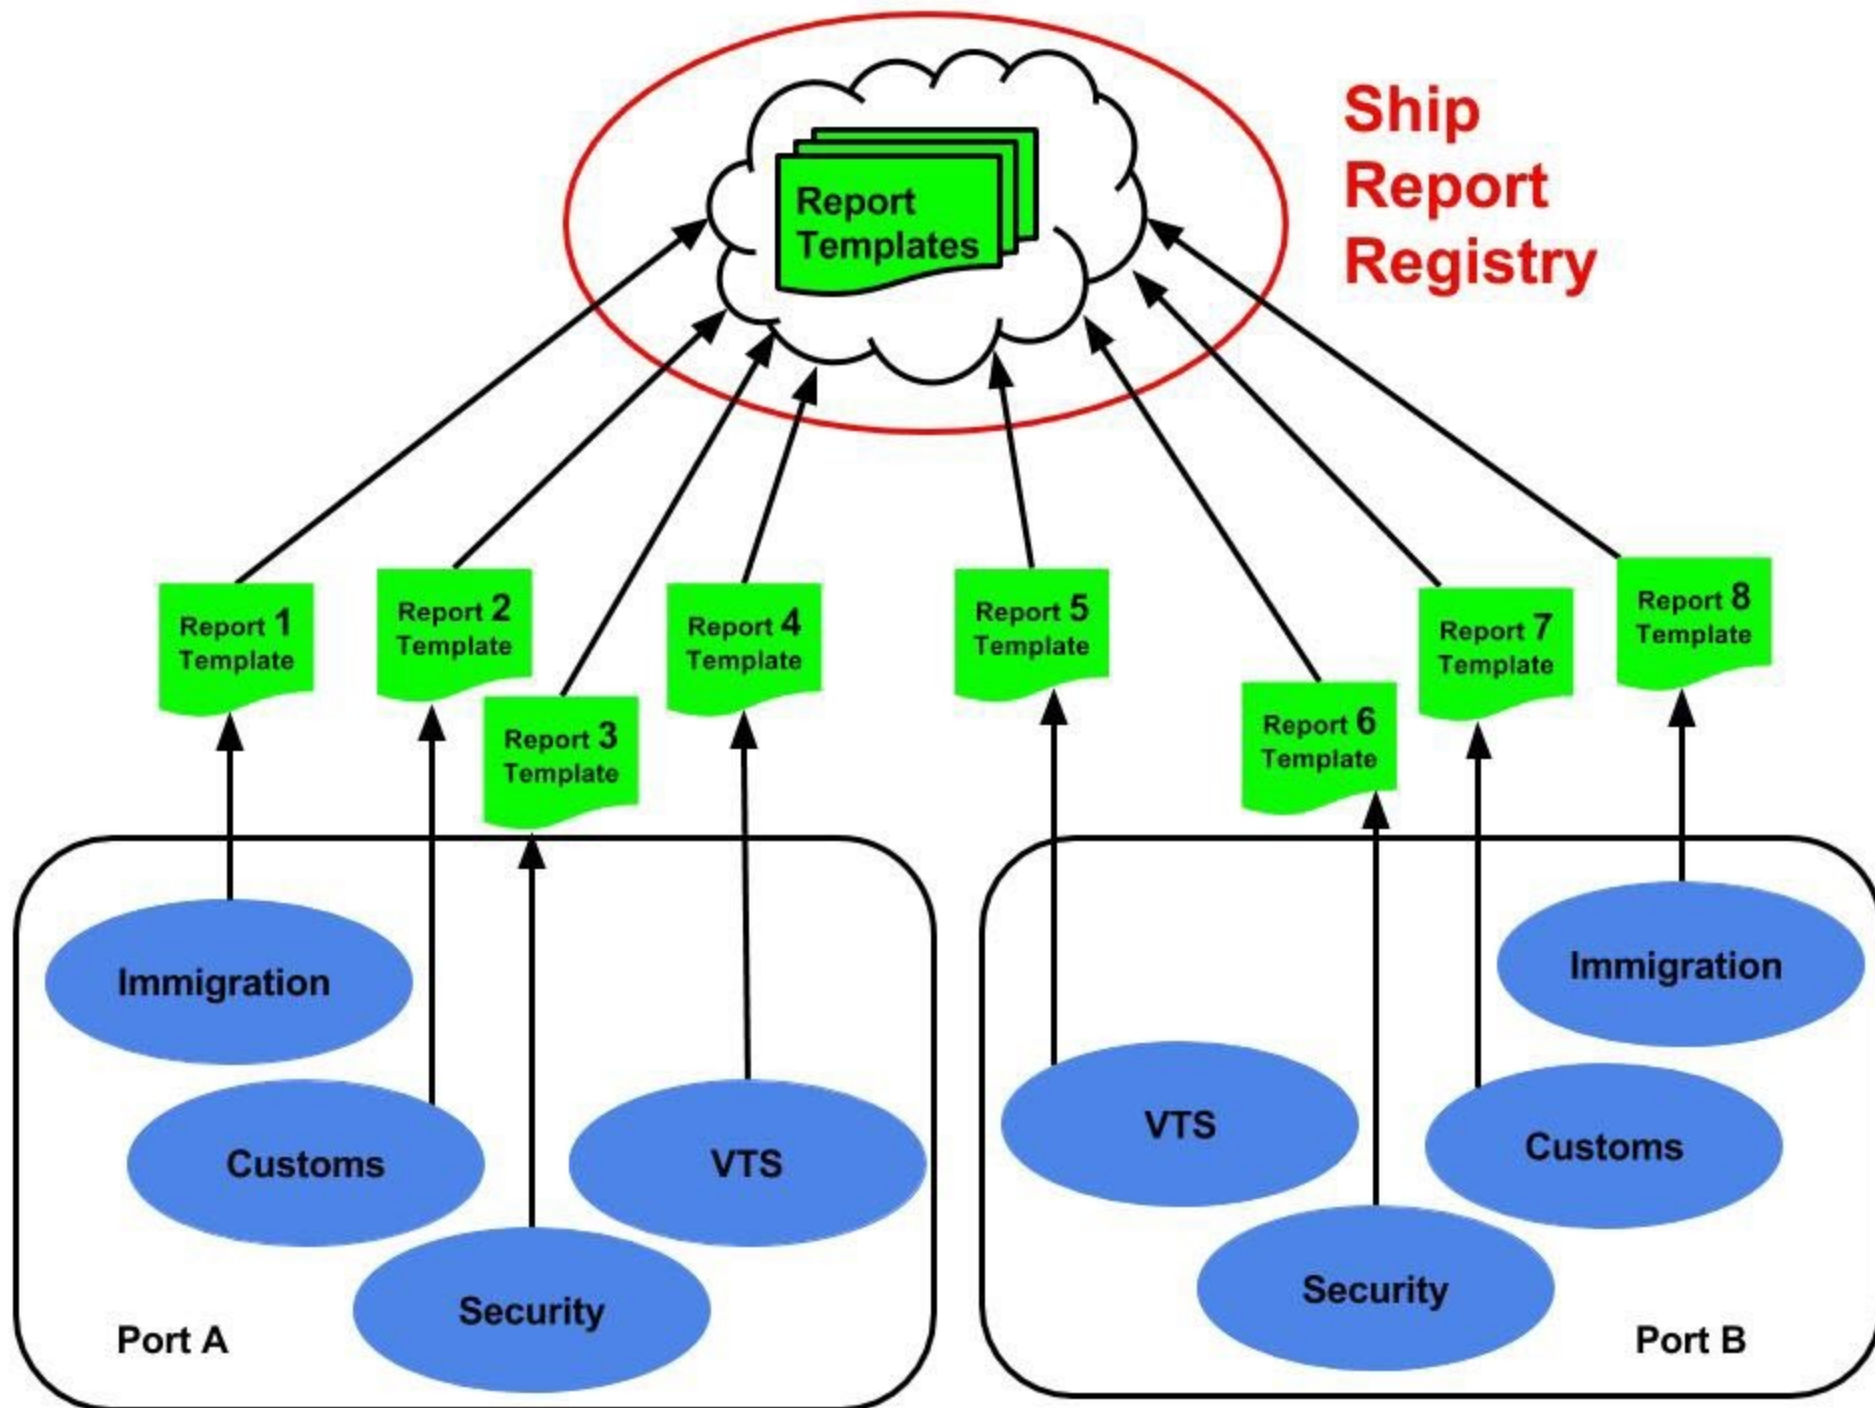 Ship
Report
Registry
Report
Templates
Report 1
Template
Report 2
Template
Report 3
Template
Report 4
Template
Report 5
Template
Report 6
Template
Report 7
Template
Report 8
Template
Immigration
Customs
Security
VTS
Port A
VTS
Security
Customs
Immigration
Port B